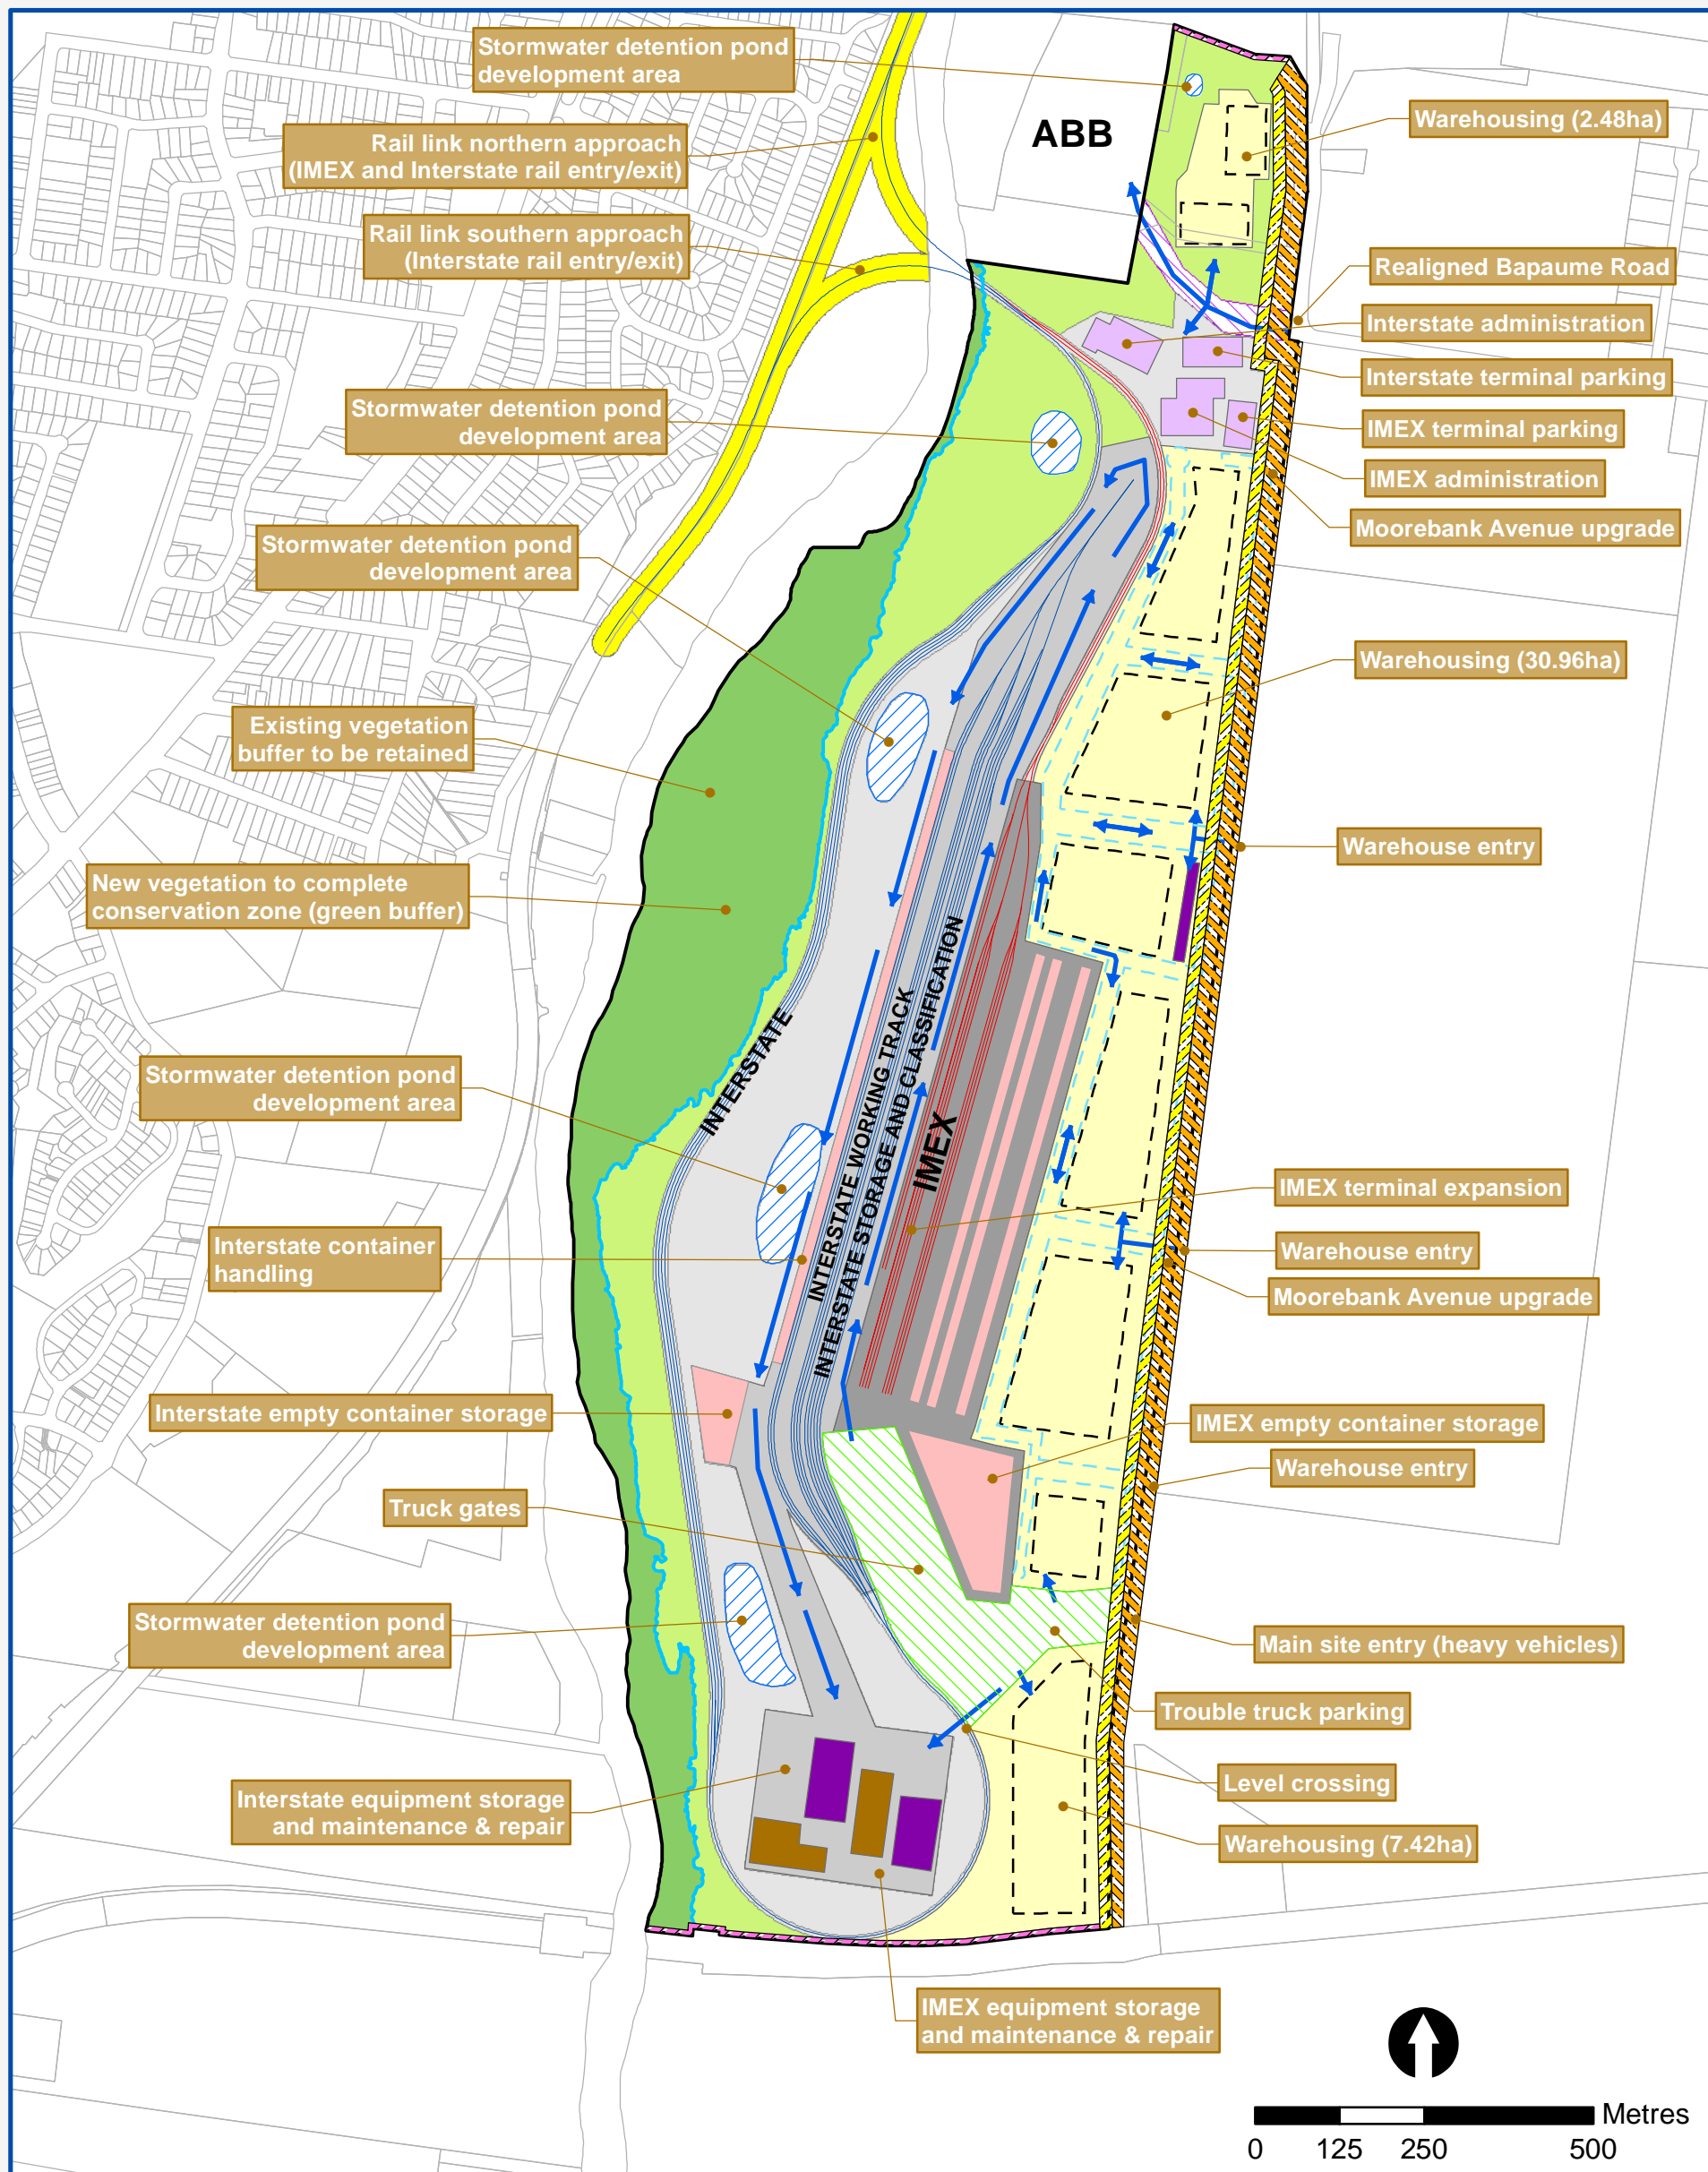 Stormwater detention pond
development area
ABB
Warehousing (2.48ha)
Rail link northern approach
(IMEX and Interstate rail entry/exit)
Rail link southern approach
(Interstate rail entry/exit)
Realigned Bapaume Road
Interstate administration
Interstate terminal parking
Stormwater detention pond
development area
IMEX terminal parking
IMEX administration
Moorebank Avenue upgrade
Stormwater detention pond
development area
Warehousing (30.96ha)
Existing vegetation
buffer to be retained
Warehouse entry
New vegetation to complete
conservation zone (green buffer)
INTERSTATE
INTERSTATE WORKING TRACK
INTERSTATE STORAGE AND CLASSIFICATION
IMEX
Stormwater detention pond
development area
IMEX terminal expansion
Interstate container
handling
Warehouse entry
Moorebank Avenue upgrade
Interstate empty container storage
IMEX empty container storage
Warehouse entry
Truck gates
Stormwater detention pond
development area
Main site entry (heavy vehicles)
Trouble truck parking
Level crossing
Interstate equipment storage
and maintenance & repair
Warehousing (7.42ha)
IMEX equipment storage
and maintenance & repair
Metres
0 125 250 500